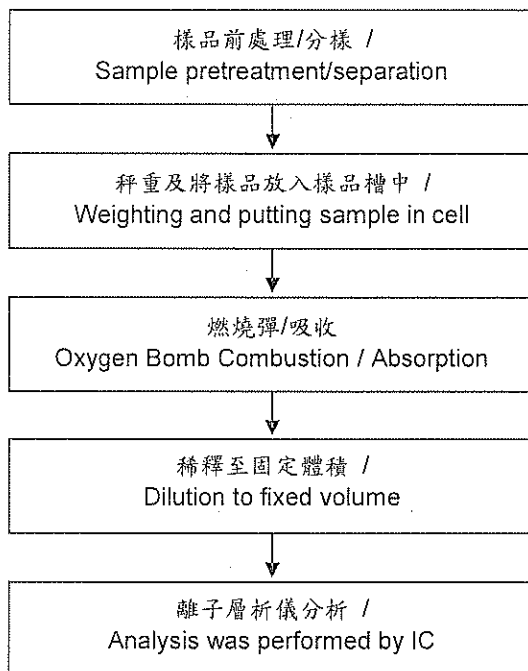 樣品前處理/分樣 /
Sample pretreatment/separation
秤重及將樣品放入樣品槽中 /
Weighting and putting sample in cell
燃燒彈/吸收
Oxygen Bomb Combustion / Absorption
稀釋至固定體積 /
Dilution to fixed volume
離子層析儀分析 /
Analysis was performed by IC